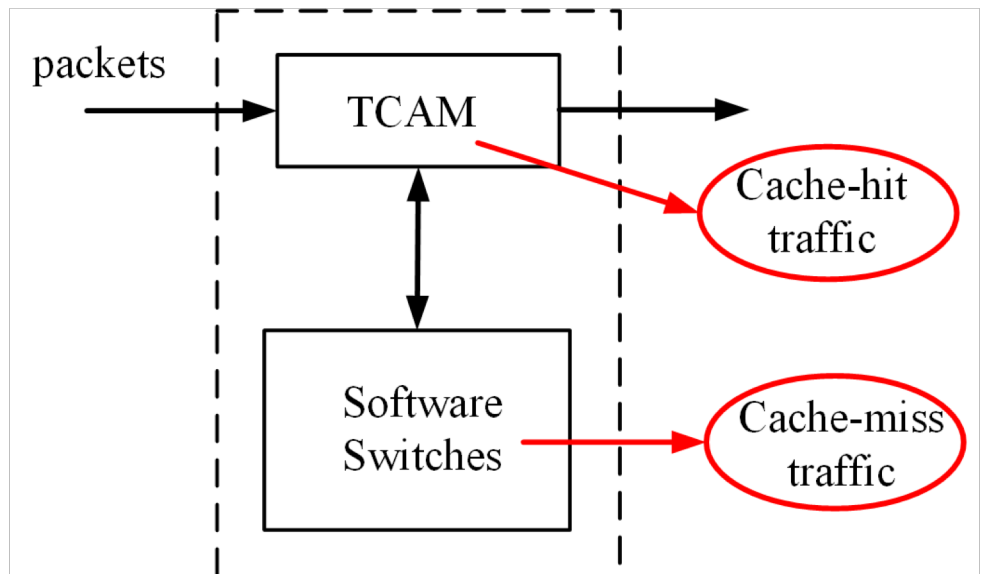 packets
TCAM
Cache-hit
traffic
Software
Switches
Cache-miss
traffic